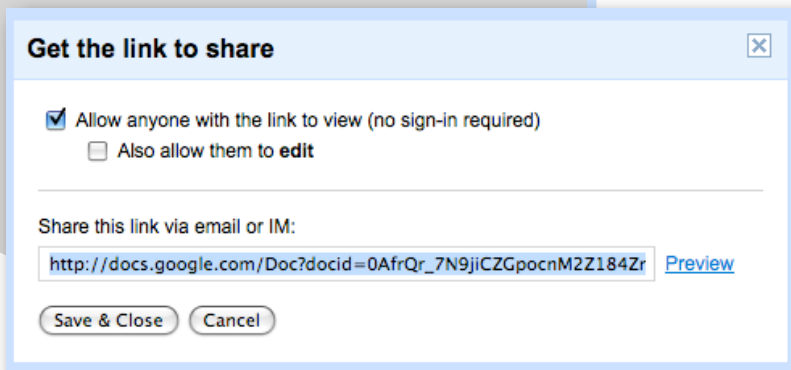 Get the link to share
Allow anyone with the link to view (no sign-in required)
Also allow them to edit
Share this link via email or IM:
http://docs.google.com/Doc?docid=0AfrQr_7N9jiCZGpocnM2Z184Zr Preview
Save & Close Cancel